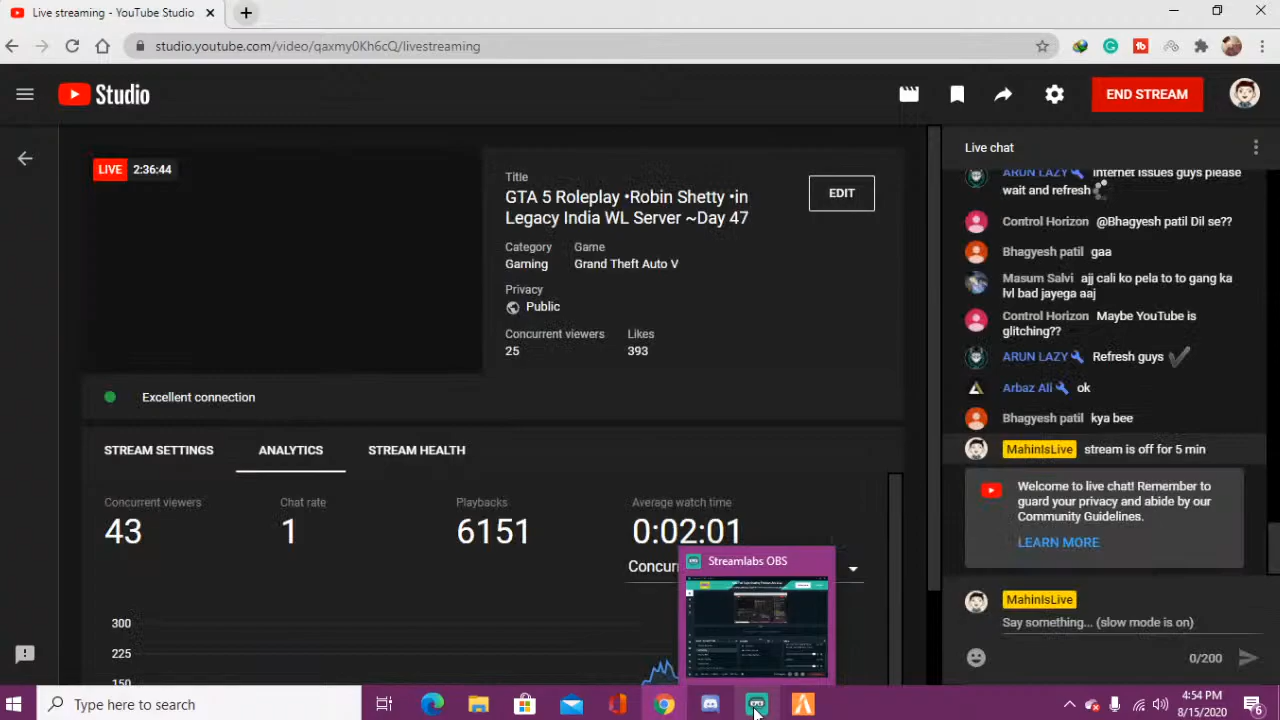 Live streaming - YouTube Studio
studio.youtube.com/video/qaxmy0Kh6cQ/livestreaming
Studio
END STREAM
LIVE 2:36:44
Title
GTA 5 Roleplay •Robin Shetty •in
Legacy India WL Server ~Day 47
EDIT
Category Game
Gaming Grand Theft Auto V
Privacy
Public
Concurrent viewers Likes
25 393
Excellent connection
STREAM SETTINGS ANALYTICS STREAM HEALTH
Concurrent viewers Chat rate Playbacks Average watch time
43 1 6151 0:02:01
Concur
300
225
150
Streamlabs OBS
Live chat
ARUN LAZY Internet issues guys please
wait and refresh
Control Horizon @Bhagyesh patil Dil se??
Bhagyesh patil gaa
Masum Salvi ajj cali ko pela to to gang ka
lvl bad jayega aaj
Control Horizon Maybe YouTube is
glitching??
ARUN LAZY Refresh guys
Arbaz Ali ok
Bhagyesh patil kya bee
MahinIsLive stream is off for 5 min
Welcome to live chat! Remember to
guard your privacy and abide by our
Community Guidelines.
LEARN MORE
MahinIsLive
Say something... (slow mode is on)
0/200
Type here to search
4:54 PM
8/15/2020
6